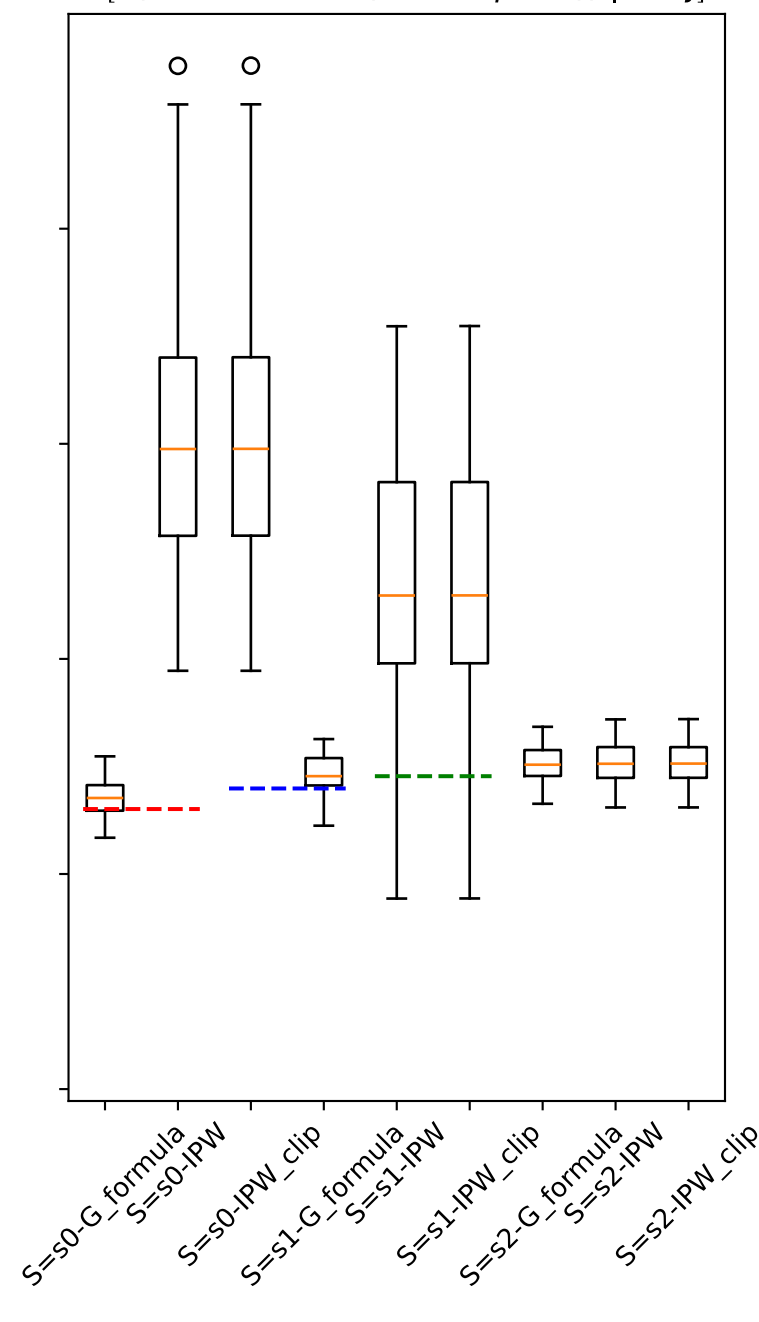 S=s0-G_formula
S=s0-IPW
S=s0-IPW_clip
S=s1-G_formula
S=s1-IPW
S=s1-IPW_clip
S=s2-G_formula
S=s2-IPW
S=s2-IPW_clip